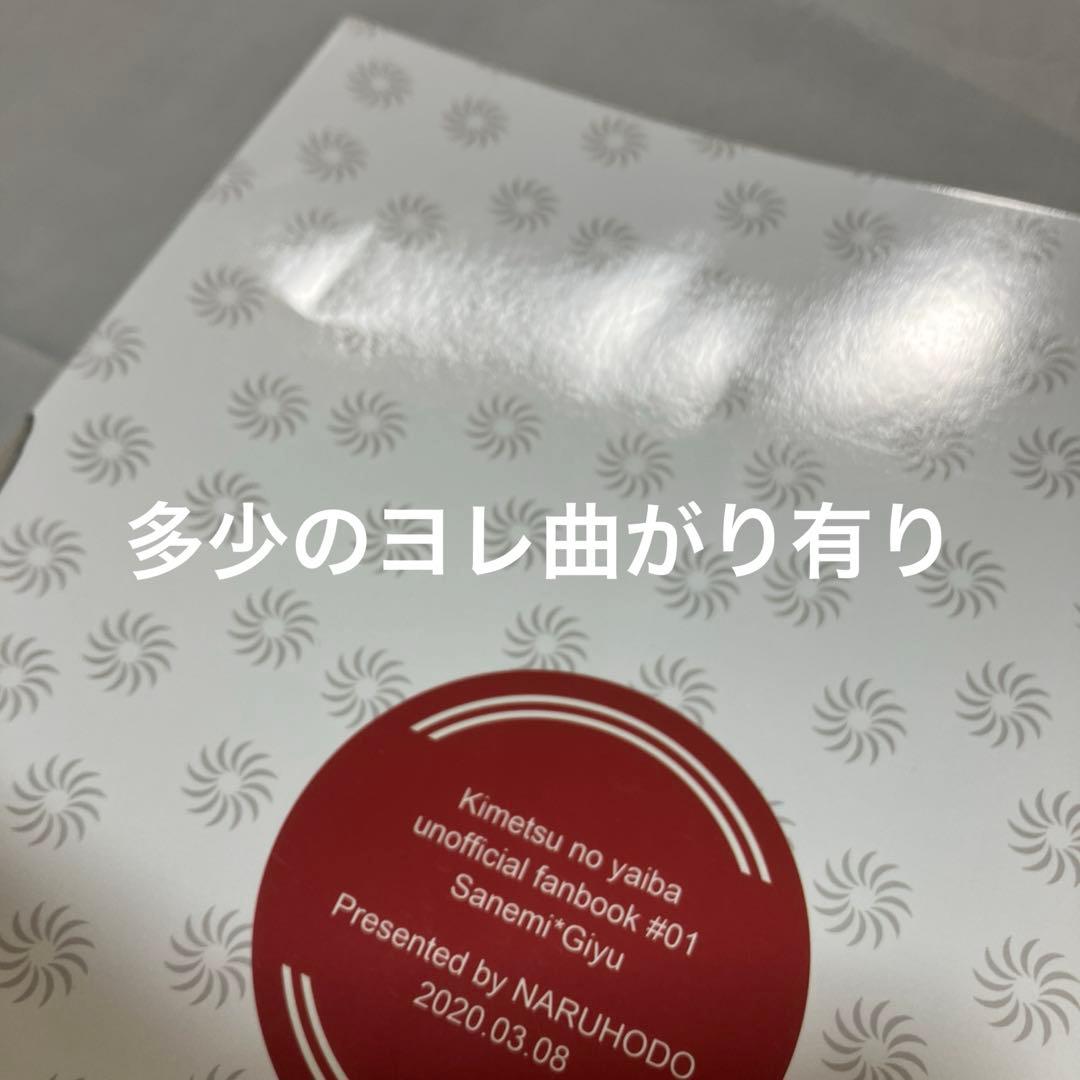 多少のヨレ曲がり有り
Kimetsu no yaiba
unofficial fanbook #01
Sanemi*Giyu
Presented by NARUHODO
2020.03.08